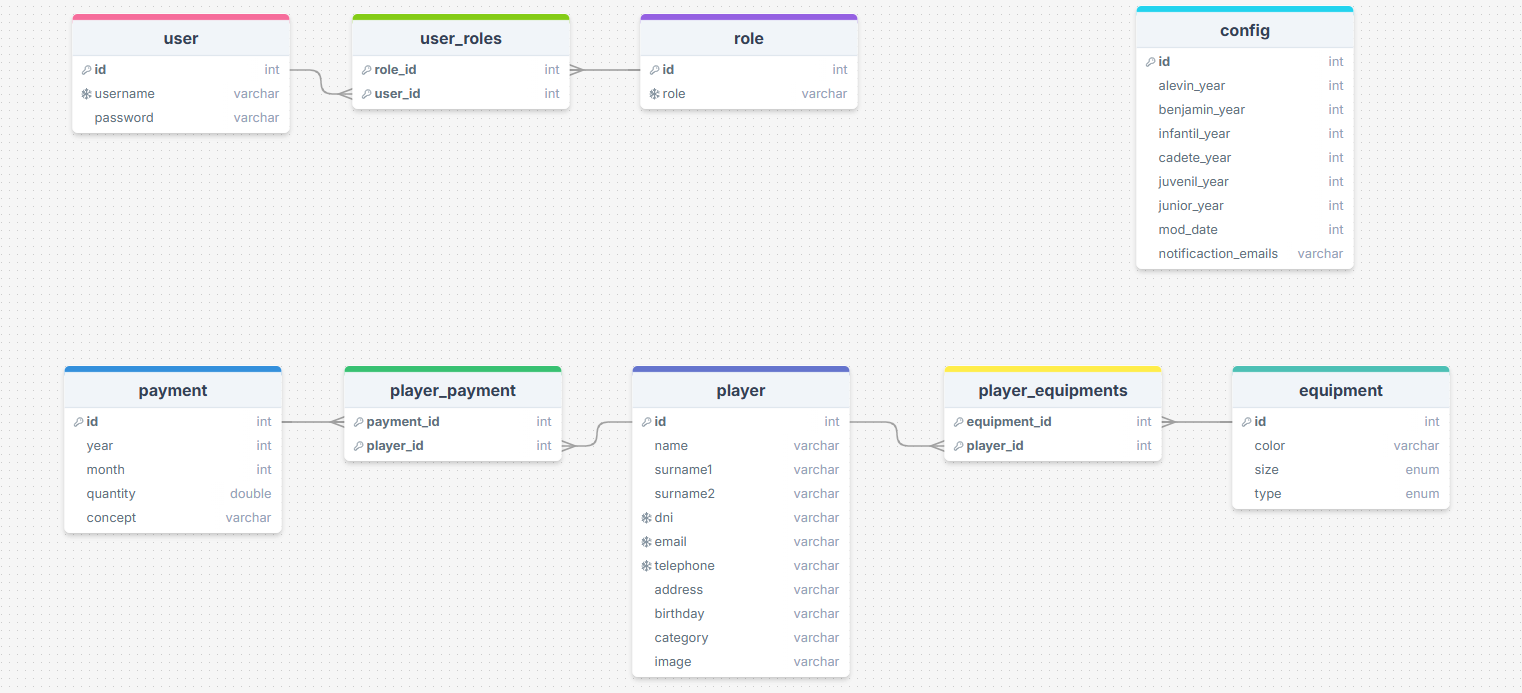 user
id int
username varchar
password varchar
user_roles
role_id int
user_id int
role
id int
role varchar
config
id int
alevin_year int
benjamin_year int
infantil_year int
cadete_year int
juvenil_year int
junior_year int
mod_date int
notificaction_emails varchar
payment
id int
year int
month int
quantity double
concept varchar
player_payment
payment_id int
player_id int
player
id int
name varchar
surname1 varchar
surname2 varchar
dni varchar
email varchar
telephone varchar
address varchar
birthday varchar
category varchar
image varchar
player_equipments
equipment_id int
player_id int
equipment
id int
color varchar
size enum
type enum